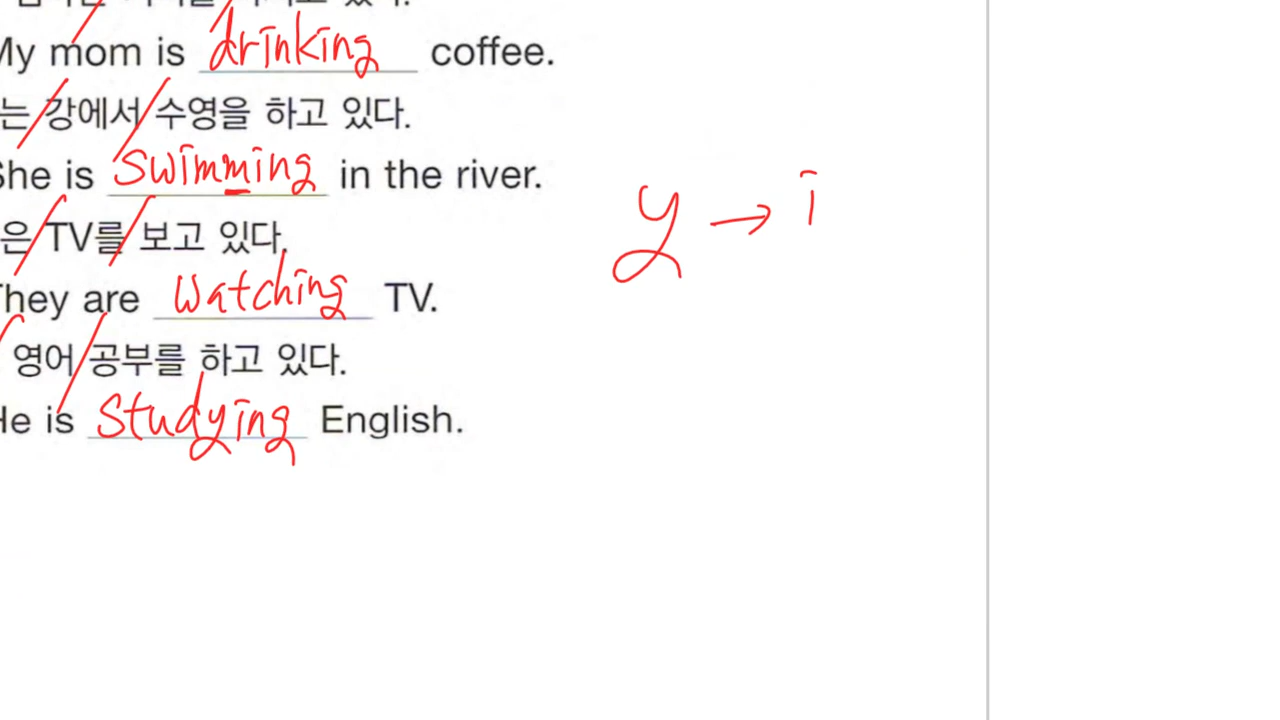 My mom is drinking coffee.
는 강에서 수영을 하고 있다.
She is swimming in the river.
은 TV를 보고 있다.
They are watching TV.
영어 공부를 하고 있다.
He is studying English.
y → i